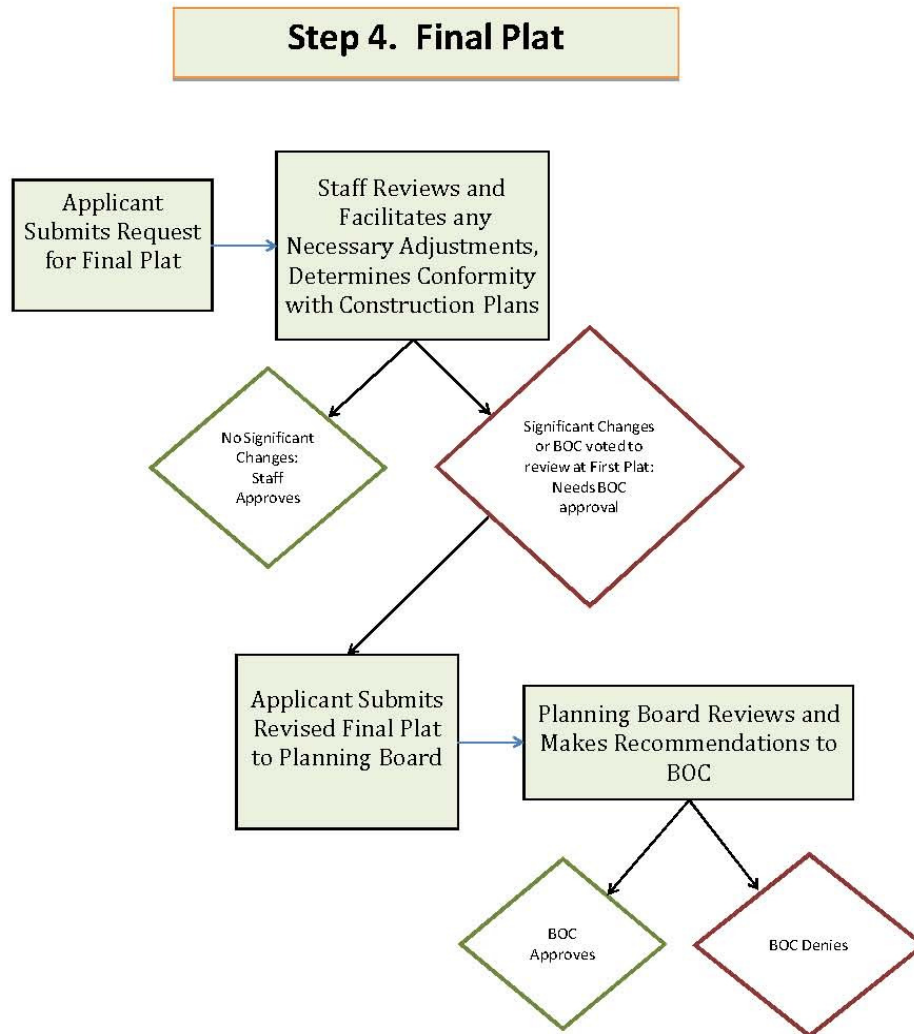 Step 4. Final Plat
Applicant
Submits Request
for Final Plat
Staff Reviews and
Facilitates any
Necessary Adjustments,
Determines Conformity
with Construction Plans
No Significant
Changes:
Staff
Approves
Significant Changes
or BOC voted to
review at First Plat:
Needs BOC
approval
Applicant Submits
Revised Final Plat
to Planning Board
Planning Board Reviews and
Makes Recommendations to
BOC
BOC
Approves
BOC Denies